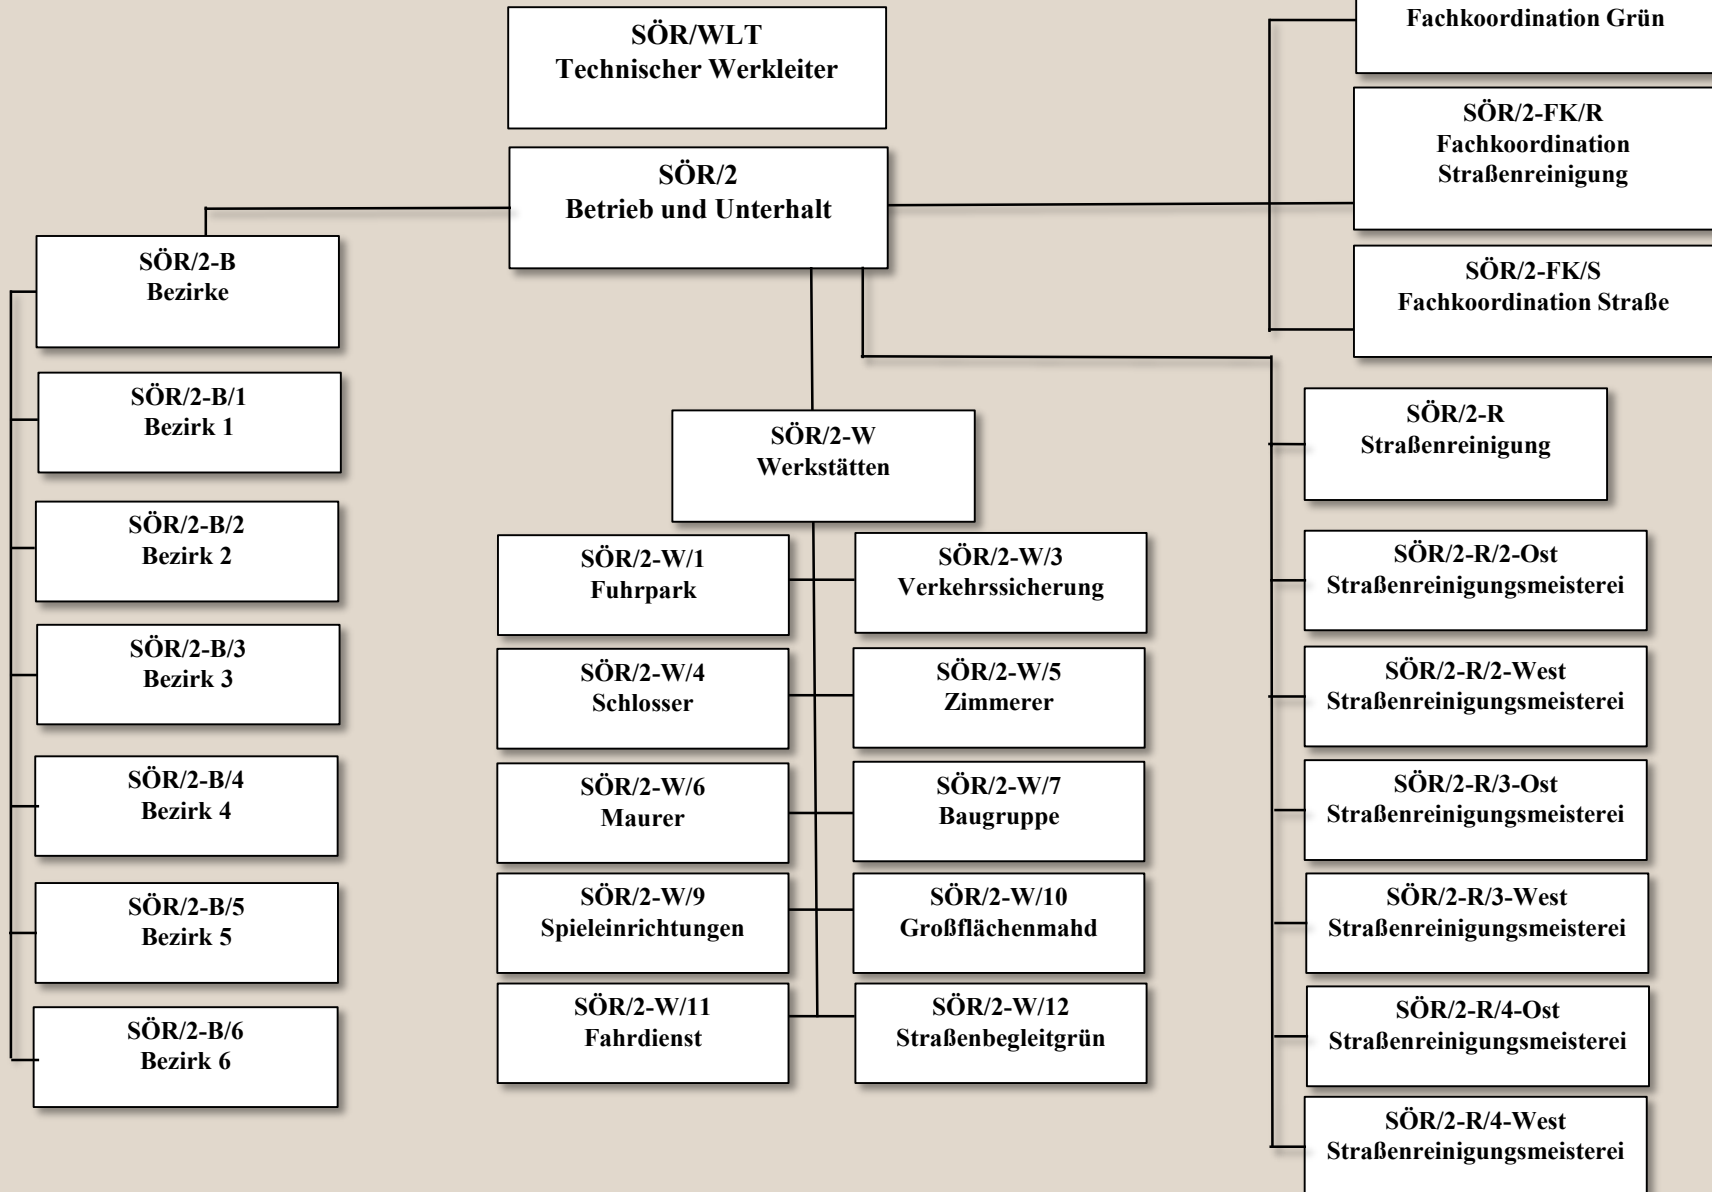 SÖR/WLT
Technischer Werkleiter
SÖR/2
Betrieb und Unterhalt
Fachkoordination Grün
SÖR/2-FK/R
Fachkoordination
Straßenreinigung
SÖR/2-FK/S
Fachkoordination Straße
SÖR/2-B
Bezirke
SÖR/2-B/1
Bezirk 1
SÖR/2-B/2
Bezirk 2
SÖR/2-B/3
Bezirk 3
SÖR/2-B/4
Bezirk 4
SÖR/2-B/5
Bezirk 5
SÖR/2-B/6
Bezirk 6
SÖR/2-W
Werkstätten
SÖR/2-W/1
Fuhrpark
SÖR/2-W/3
Verkehrssicherung
SÖR/2-W/4
Schlosser
SÖR/2-W/5
Zimmerer
SÖR/2-W/6
Maurer
SÖR/2-W/7
Baugruppe
SÖR/2-W/9
Spieleinrichtungen
SÖR/2-W/10
Großflächenmahd
SÖR/2-W/11
Fahrdienst
SÖR/2-W/12
Straßenbegleitgrün
SÖR/2-R
Straßenreinigung
SÖR/2-R/2-Ost
Straßenreinigungsmeisterei
SÖR/2-R/2-West
Straßenreinigungsmeisterei
SÖR/2-R/3-Ost
Straßenreinigungsmeisterei
SÖR/2-R/3-West
Straßenreinigungsmeisterei
SÖR/2-R/4-Ost
Straßenreinigungsmeisterei
SÖR/2-R/4-West
Straßenreinigungsmeisterei